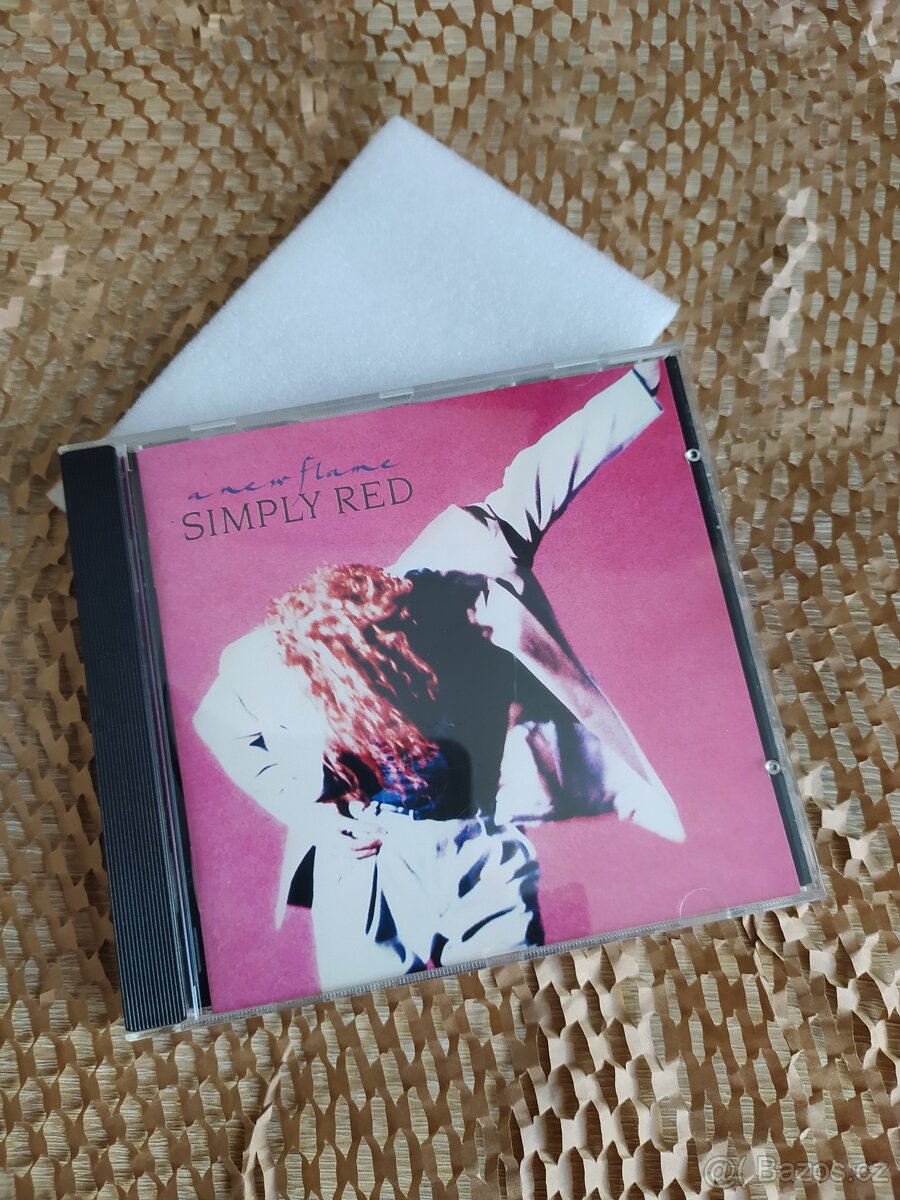 a new flame
SIMPLY RED
@ Bazos.cz